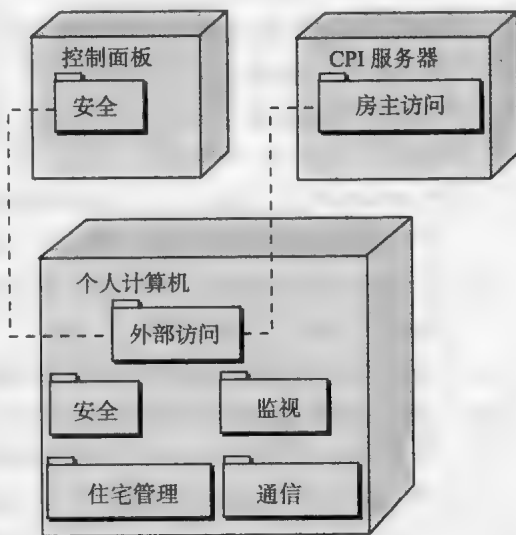 控制面板
安全
CPI 服务器
房主访问
个人计算机
外部访问
安全
监视
住宅管理
通信